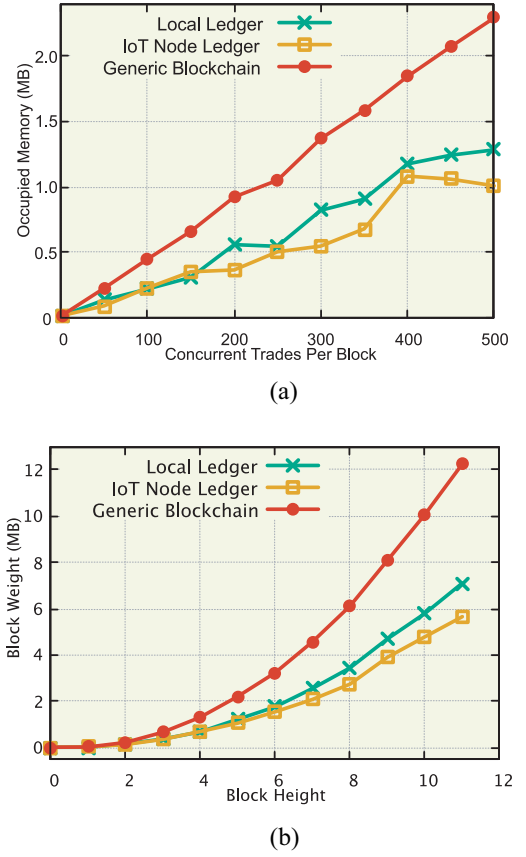 2.0
1.5
1.0
0.5
0
Occupied Memory (MB)
Local Ledger
IoT Node Ledger
Generic Blockchain
0 100 200 300 400 500
Concurrent Trades Per Block
(a)
12
10
8
6
4
2
0
Block Weight (MB)
Local Ledger
IoT Node Ledger
Generic Blockchain
0 2 4 6 8 10 12
Block Height
(b)